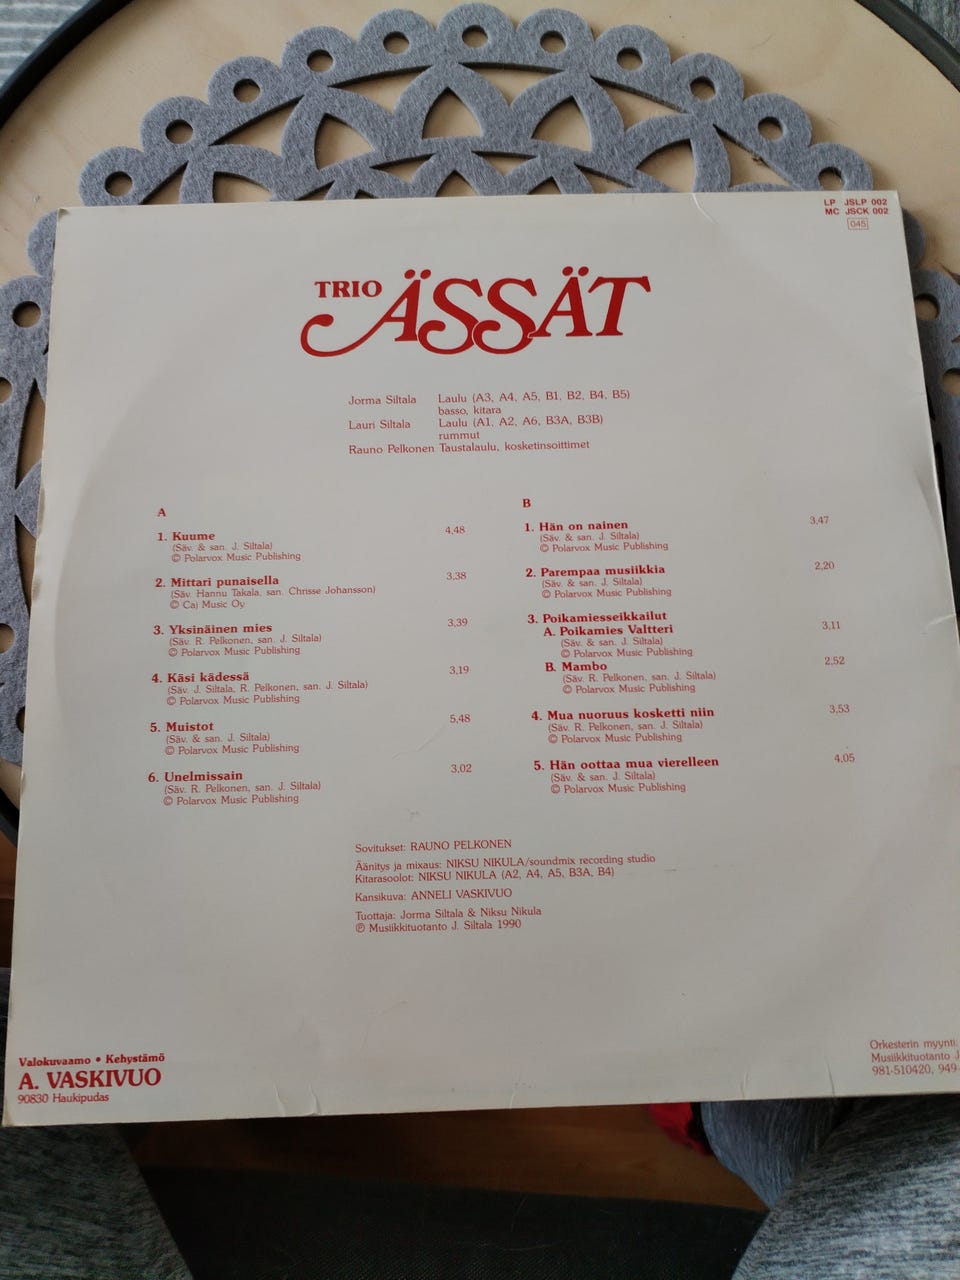 LP JSLP 002
MC JSCK 002
045
TRIO ÄSSÄT
Jorma Siltala Laulu (A3, A4, A5, B1, B2, B4, B5)
basso, kitara
Lauri Siltala Laulu (A1, A2, A6, B3A, B3B)
rummut
Rauno Pelkonen Taustalaulu, kosketinsoittimet
A
1. Kuume 4,48
(Säv. & san. J. Siltala)
© Polarvox Music Publishing
2. Mittari punaisella 3,38
(Säv. Hannu Takala, san. Chrisse Johansson)
© Caj Music Oy
3. Yksinäinen mies 3,39
(Säv. R. Pelkonen, san. J. Siltala)
© Polarvox Music Publishing
4. Käsi kädessä 3,19
(Säv. J. Siltala, R. Pelkonen, san. J. Siltala)
© Polarvox Music Publishing
5. Muistot 5,48
(Säv. & san. J. Siltala)
© Polarvox Music Publishing
6. Unelmissain 3,02
(Säv. R. Pelkonen, san. J. Siltala)
© Polarvox Music Publishing
B
1. Hän on nainen 3,47
(Säv. & san. J. Siltala)
© Polarvox Music Publishing
2. Parempaa musiikkia 2,20
(Säv. & san. J. Siltala)
© Polarvox Music Publishing
3. Poikamiesseikkailut
A. Poikamies Valtteri 3,11
(Säv. & san. J. Siltala)
© Polarvox Music Publishing
B. Mambo 2,52
(Säv. R. Pelkonen, san. J. Siltala)
© Polarvox Music Publishing
4. Mua nuoruus kosketti niin 3,53
(Säv. R. Pelkonen, san. J. Siltala)
© Polarvox Music Publishing
5. Hän oottaa mua vierelleen 4,05
(Säv. & san. J. Siltala)
© Polarvox Music Publishing
Sovitukset: RAUNO PELKONEN
Äänitys ja mixaus: NIKSU NIKULA/soundmix recording studio
Kitarasoolot: NIKSU NIKULA (A2, A4, A5, B3A, B4)
Kansikuva: ANNELI VASKIVUO
Tuottaja: Jorma Siltala & Niksu Nikula
℗ Musiikkituotanto J. Siltala 1990
Valokuvaamo • Kehystämö
A. VASKIVUO
90830 Haukipudas
Orkesterin myynti:
Musiikkituotanto J
981-510420, 949-